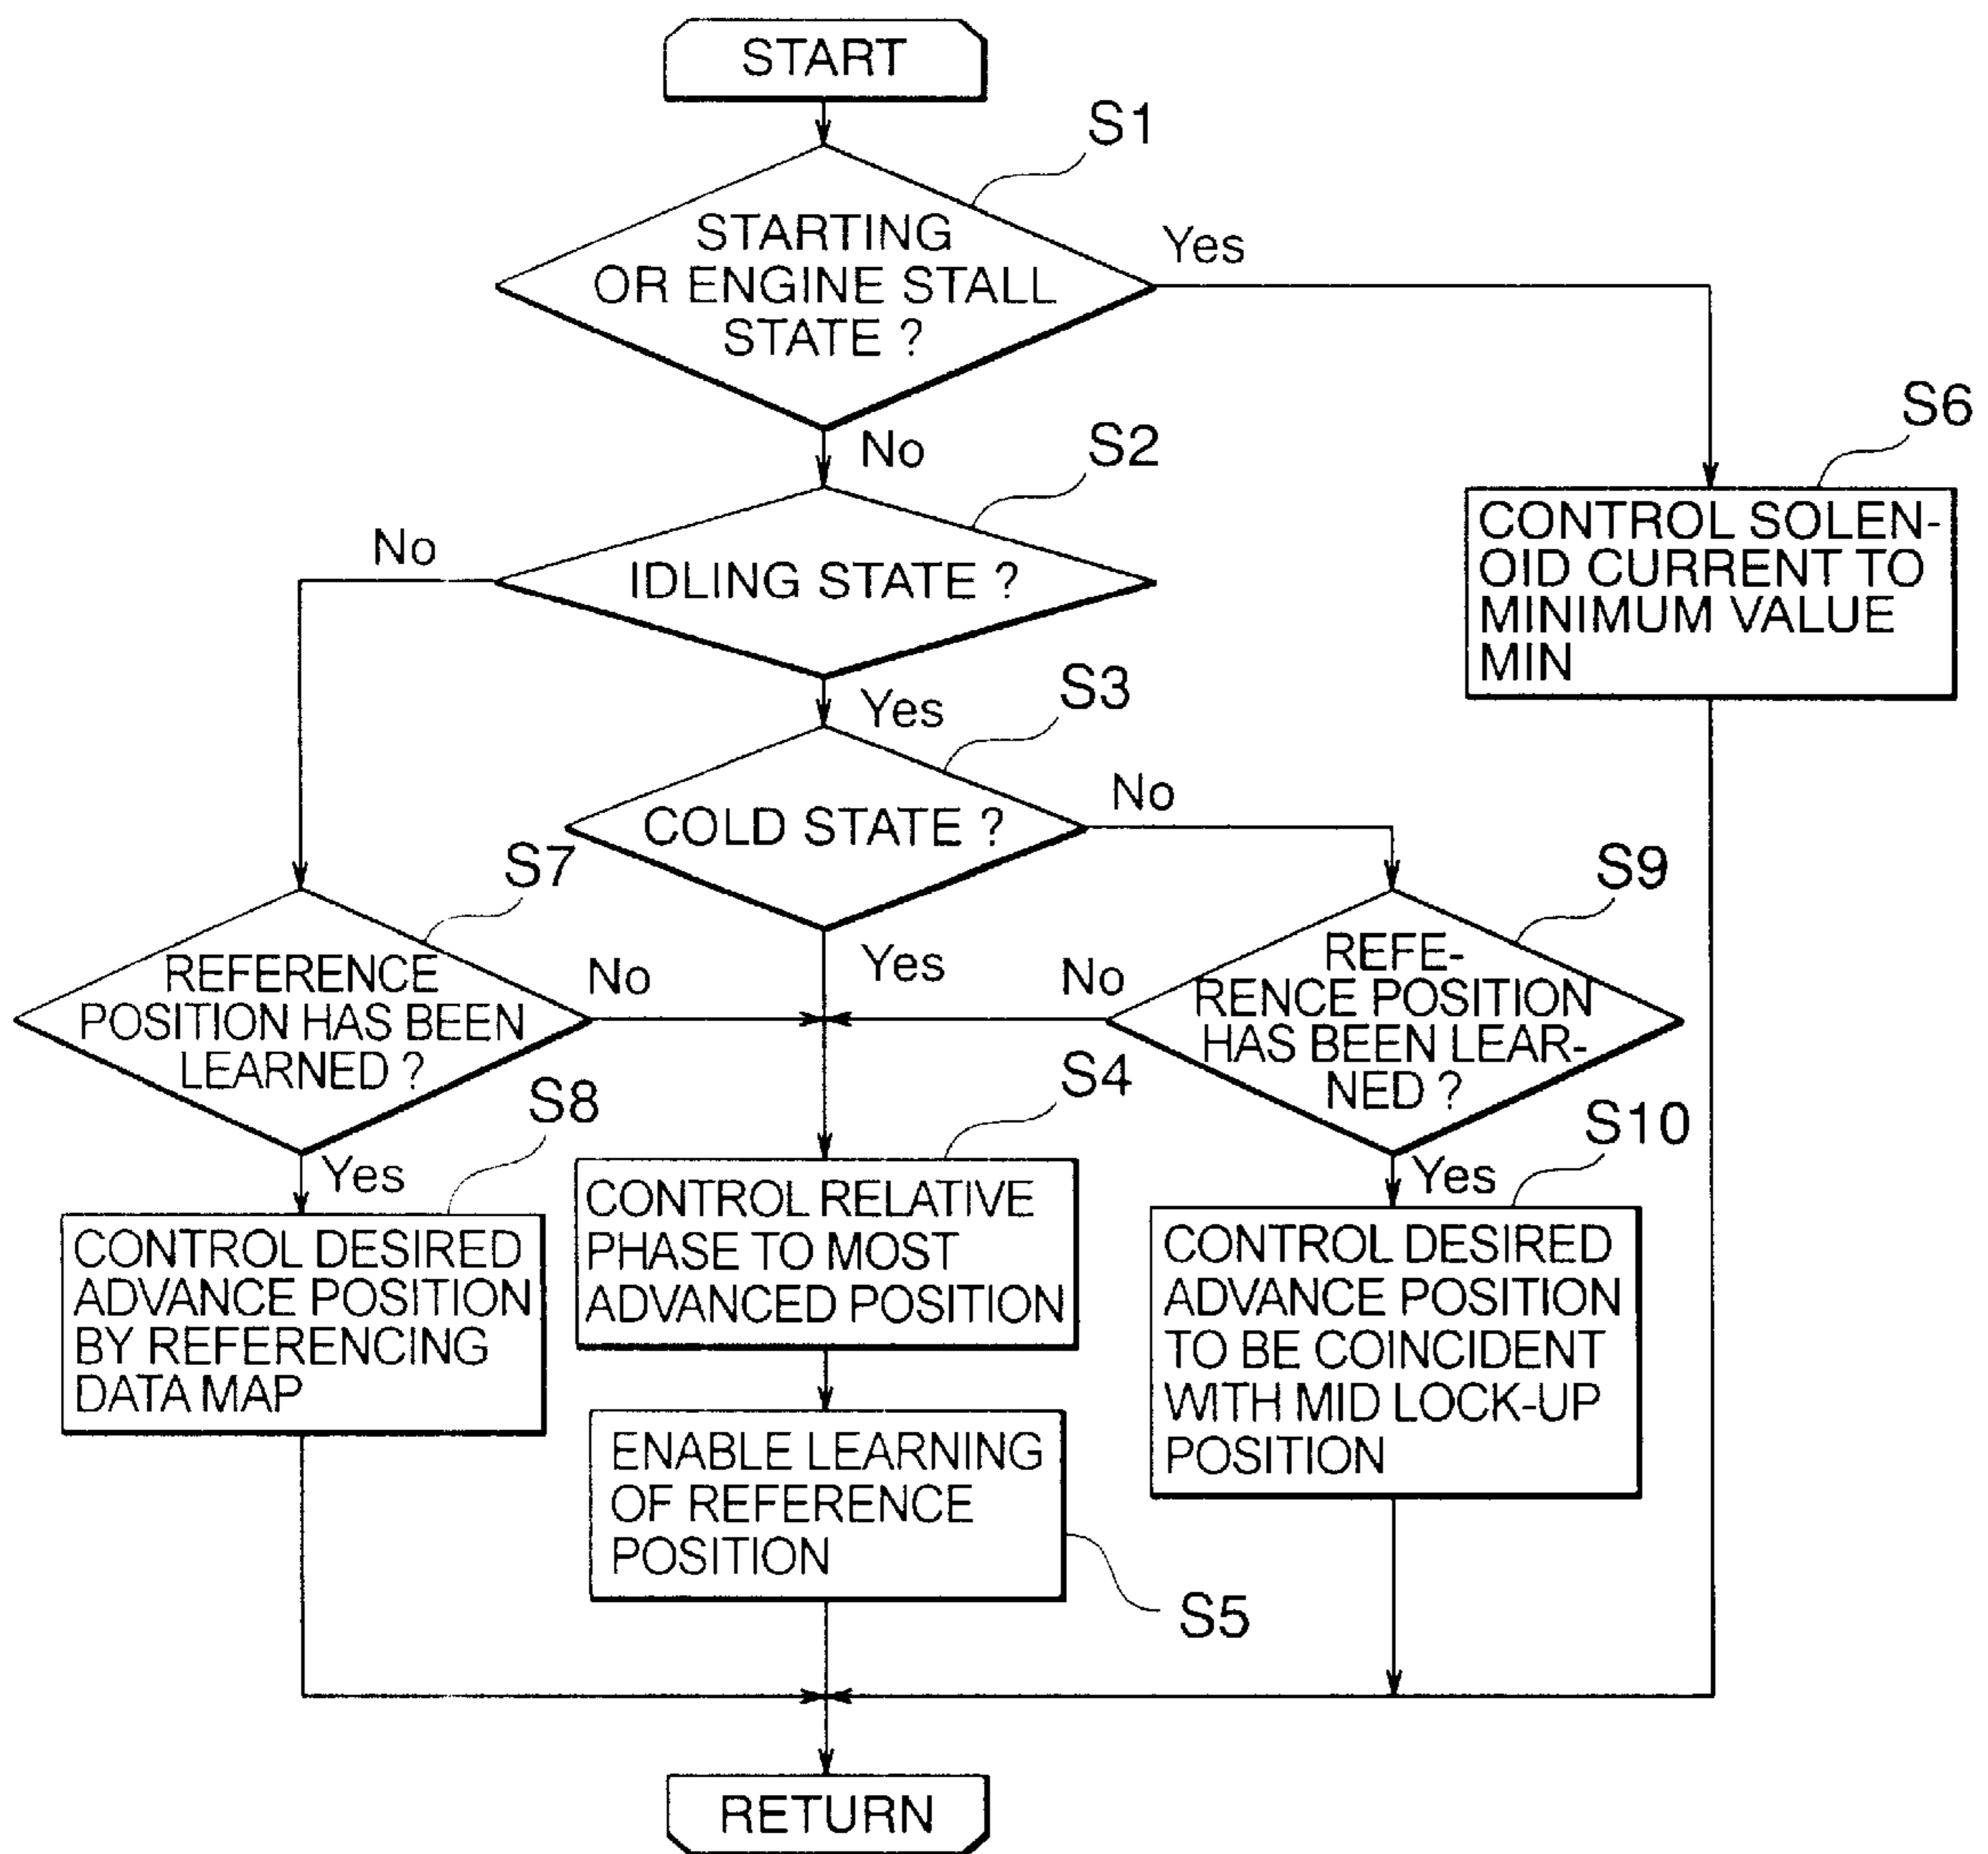 START
S1
STARTING
OR ENGINE STALL
STATE ?
Yes
No
S2
S6
CONTROL SOLEN-
OID CURRENT TO
MINIMUM VALUE
MIN
No
IDLING STATE ?
Yes
S3
COLD STATE ?
No
S7
S9
REFERENCE
POSITION HAS BEEN
LEARNED ?
No
Yes
No
REFE-
RENCE POSITION
HAS BEEN LEAR-
NED ?
S8
S4
S10
Yes
Yes
CONTROL DESIRED
ADVANCE POSITION
BY REFERENCING
DATA MAP
CONTROL RELATIVE
PHASE TO MOST
ADVANCED POSITION
CONTROL DESIRED
ADVANCE POSITION
TO BE COINCIDENT
WITH MID LOCK-UP
POSITION
ENABLE LEARNING
OF REFERENCE
POSITION
S5
RETURN